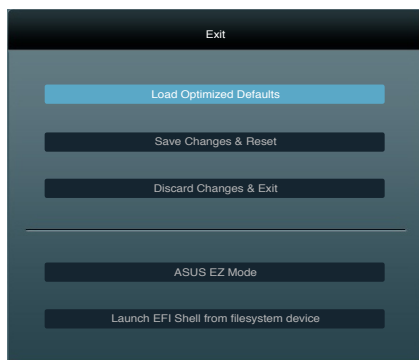 Exit
Load Optimized Defaults
Save Changes & Reset
Discard Changes & Exit
ASUS EZ Mode
Launch EFI Shell from filesystem device